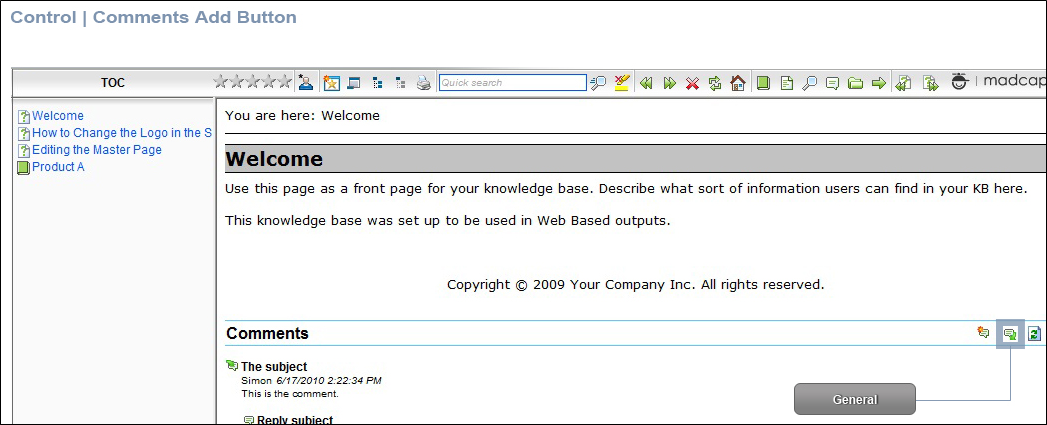 Control | Comments Add Button
TOC
Quick search
madcap
Welcome
How to Change the Logo in the S
Editing the Master Page
Product A
You are here: Welcome
Welcome
Use this page as a front page for your knowledge base. Describe what sort of information users can find in your KB here.
This knowledge base was set up to be used in Web Based outputs.
Copyright © 2009 Your Company Inc. All rights reserved.
Comments
The subject
Simon 6/17/2010 2:22:34 PM
This is the comment.
General
Reply subject